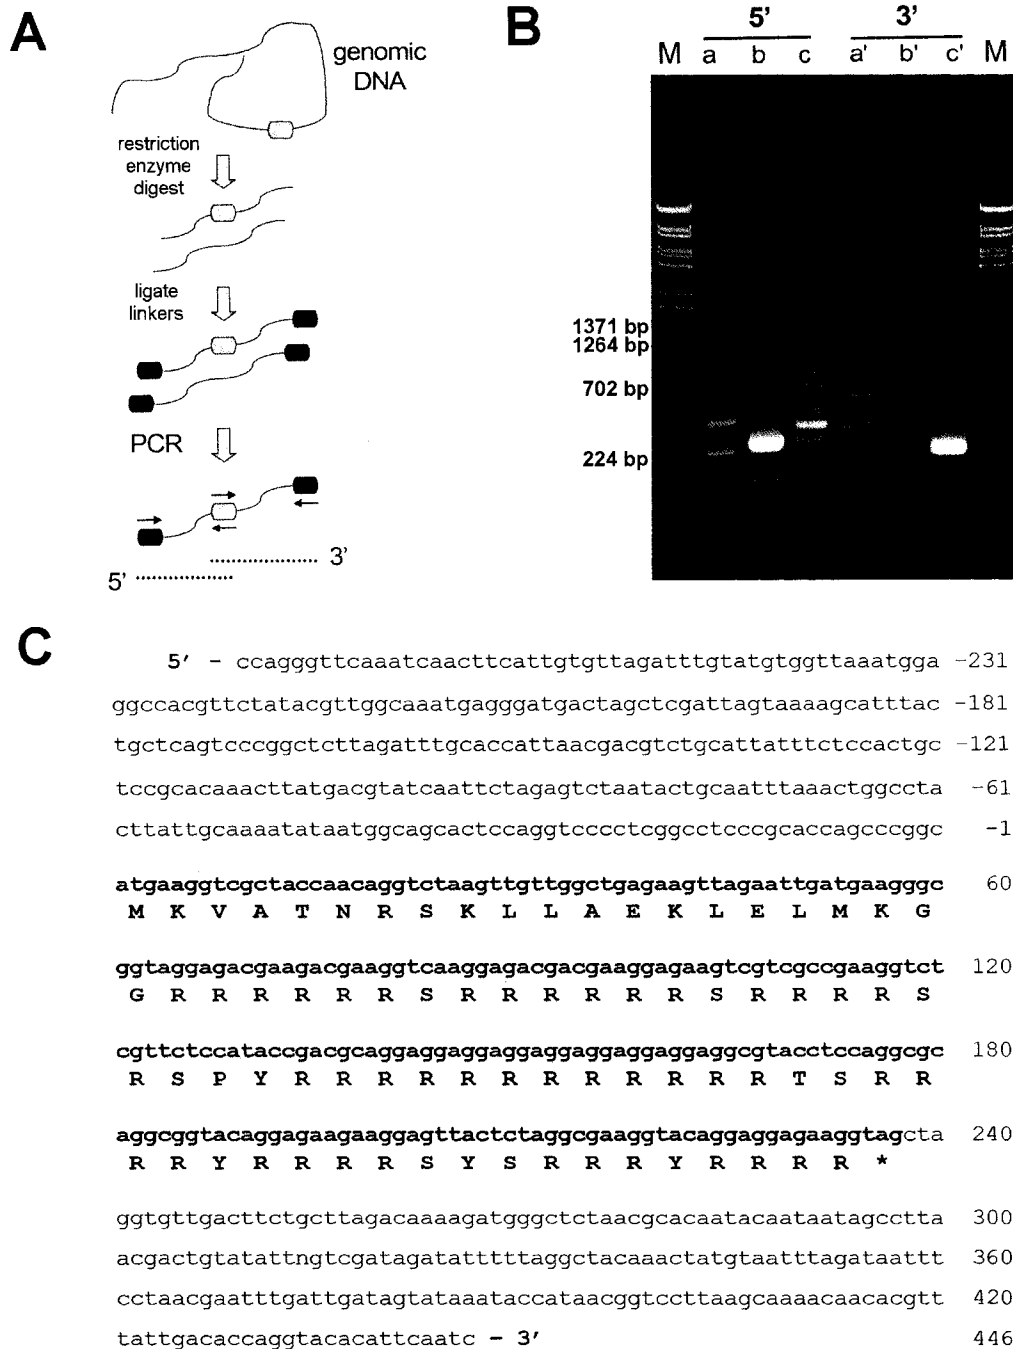 A
genomic
DNA
restriction
enzyme
digest
ligate
linkers
PCR
3'
5'
B
5' 3'
M a b c a' b' c' M
1371 bp
1264 bp
702 bp
224 bp
C
5' - ccagggttcaaatcaacttcattgtgttagatttgtatgtggttaaatgga -231
ggccacgttctatacgttggcaaatgagggatgactagctcgattagtaaaagcatttac -181
tgctcagtcccggctcttagatttgcaccattaacgacgtctgcattatttctccactgc -121
tccgcacaaacttatgacgtatcaattctagagtctaatactgcaatttaaactggccta -61
cttattgcaaaatataatggcagcactccaggtcccctcggcctcccgcaccagcccggc -1
atgaaggtcgctaccaacaggtctaagttgttggctgagaagttagaattgatgaagggc 60
M K V A T N R S K L L A E K L E L M K G
ggtaggagacgaagacgaaggtcaaggagacgacgaaggagaagtcgtcgccgaaggtct 120
G R R R R R R S R R R R R R S R R R R S
cgttctccataccgacgcaggaggaggaggaggaggaggaggaggcgtacctccaggcgc 180
R S P Y R R R R R R R R R R R R T S R R
aggcggtacaggagaagaaggagttactctaggcgaaggtacaggaggagaaggtagcta 240
R R Y R R R R S Y S R R R Y R R R R *
ggtgttgacttctgcttagacaaaagatgggctctaacgcacaatacaataatagcctta 300
acgactgtatattngtcgatagatatttttaggctacaaactatgtaatttagataattt 360
cctaacgaatttgattgatagtataaataccataacggtccttaagcaaaacaacacgtt 420
tattgacaccaggtacacattcaatc - 3' 446